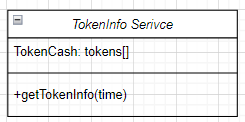 TokenInfo Serivce
TokenCash: tokens[]
+getTokenInfo(time)